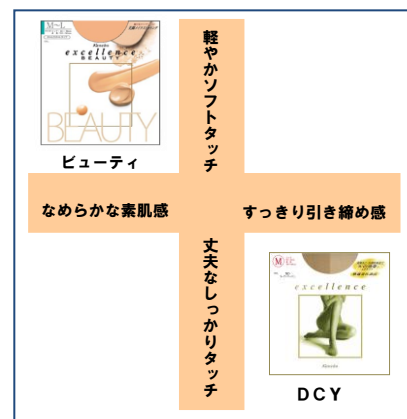 M~L
Kanebo
excellence
BEAUTY
BEAUTY
ビューティ
軽やかソフトタッチ
なめらかな素肌感
すっきり引き締め感
丈夫なしっかりタッチ
M
excellence
Kanebo
DCY